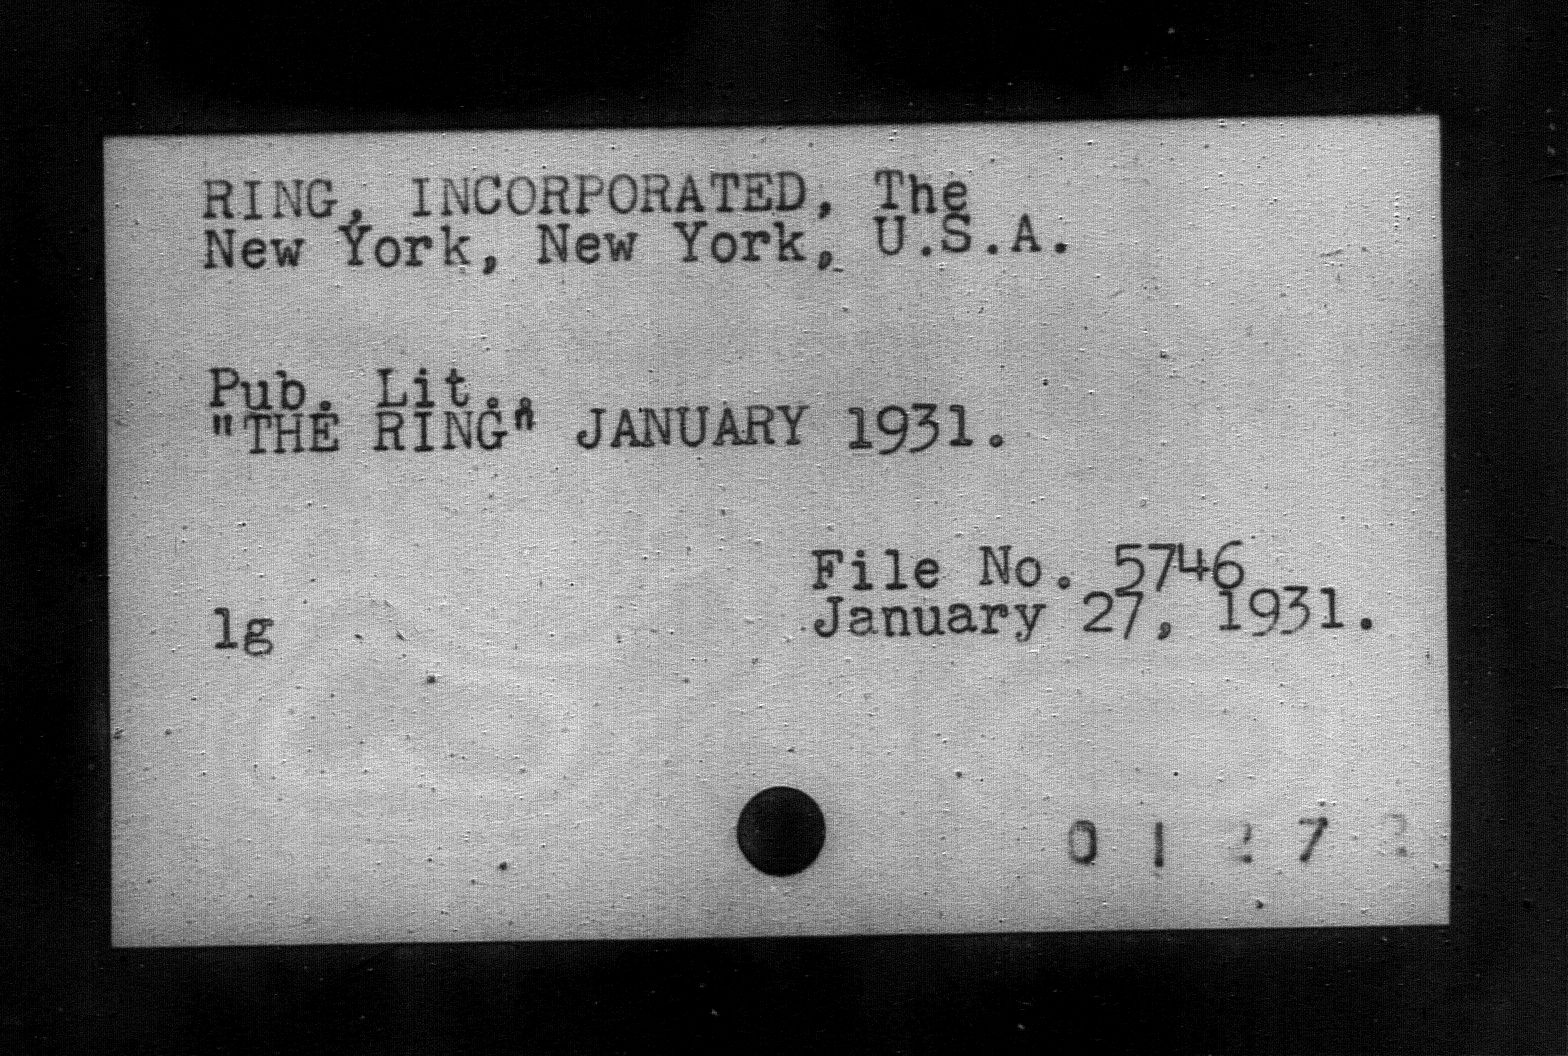 RING, INCORPORATED, The
New York, New York, U.S.A.
Pub. Lit.,
"THE RING" JANUARY 1931.
File No. 5746
January 27, 1931.
lg